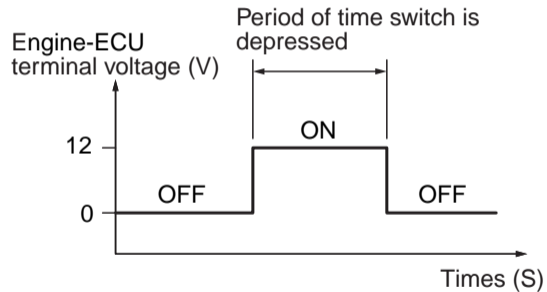 Period of time switch is
depressed
Engine-ECU
terminal voltage (V)
12
ON
OFF
OFF
0
Times (S)